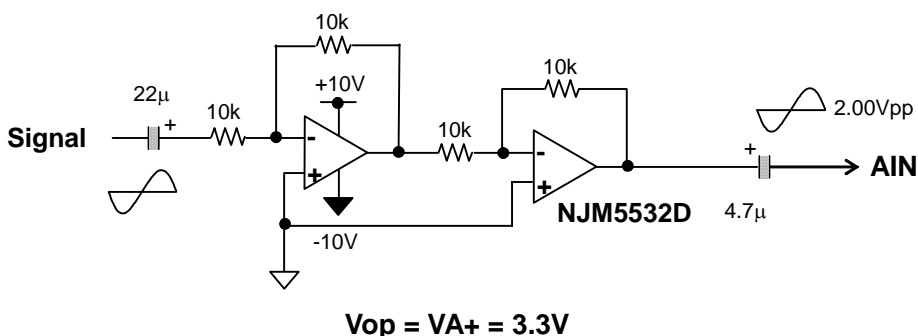 10k
10k
+10V
22μ
10k
10k
2.00Vpp
Signal
+
-
+
-
+
+
AIN
NJM5532D
4.7μ
-10V
Vop = VA+ = 3.3V